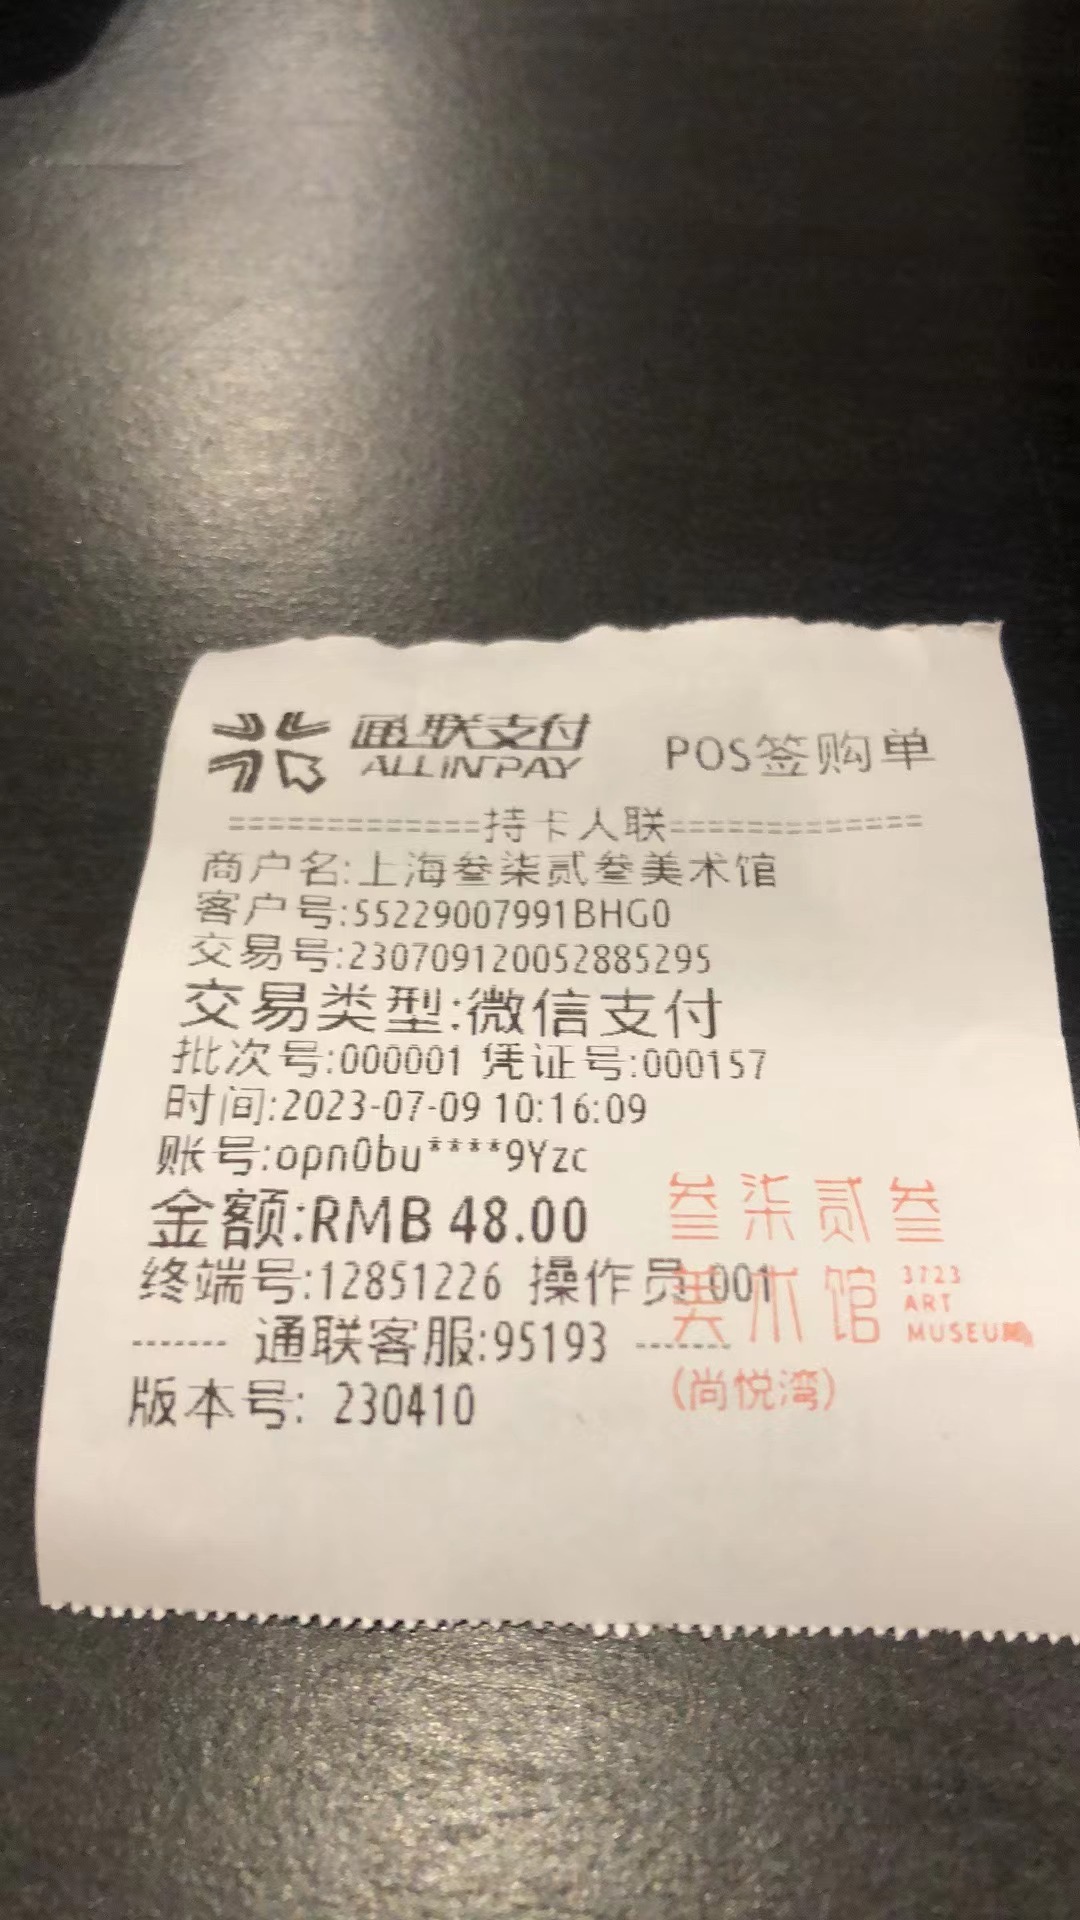 通联支付
ALLINPAY
POS签购单
=============持卡人联=============
商户名:上海叁柒贰叁美术馆
客户号:55229007991BHG0
交易号:230709120052885295
交易类型:微信支付
批次号:000001 凭证号:000157
时间:2023-07-09 10:16:09
账号:opn0bu****9Yzc
金额:RMB 48.00
终端号:12851226 操作员:001
------- 通联客服:95193 -------
版本号: 230410
叁柒贰叁
美术馆
3723
ART
MUSEUM
(尚悦湾)